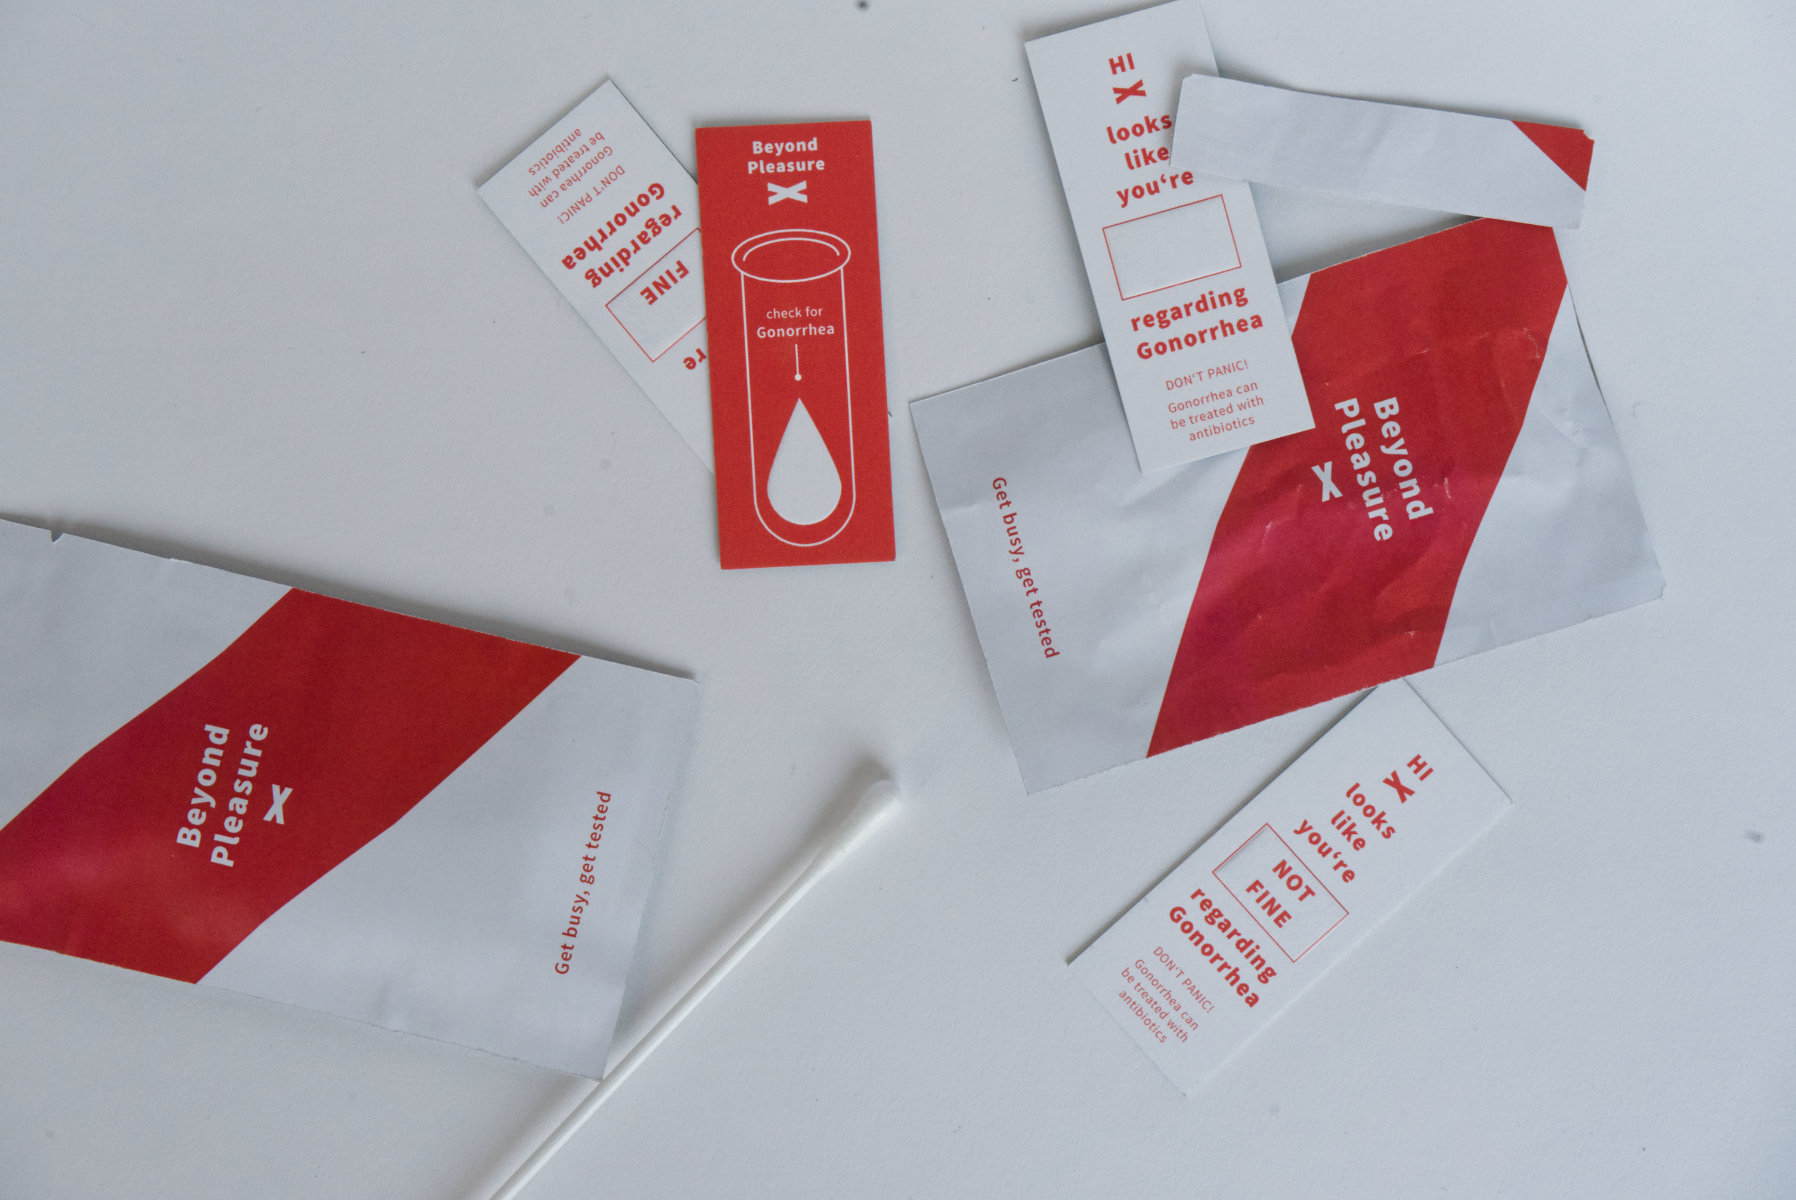 regarding
Gonorrhea
DON'T PANIC!
Gonorrhea can
be treated with
antibiotics
FINE
're
Beyond
Pleasure
X
check for
Gonorrhea
HI
X
looks
like
you're
regarding
Gonorrhea
DON'T PANIC!
Gonorrhea can
be treated with
antibiotics
Beyond
Pleasure
X
Get busy, get tested
Beyond
Pleasure
X
Get busy, get tested
HI
X
looks
like
you're
NOT
FINE
regarding
Gonorrhea
DON'T PANIC!
Gonorrhea can
be treated with
antibiotics